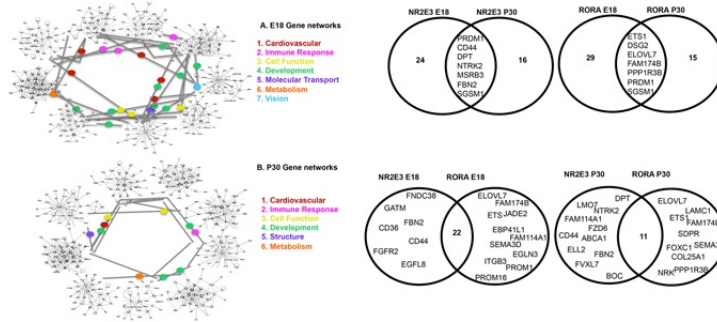 A. E18 Gene networks
1. Cardiovascular
2. Immune Response
3. Cell Function
4. Development
5. Molecular Transport
6. Metabolism
7. Vision
NR2E3 E18 NR2E3 P30
24
PRDM1
CD44
DPT
NTRK2
MSRB3
FBN2
SGSM1
16
RORA E18 RORA P30
29
ETS1
DSG2
ELOVL7
FAM174B
PPP1R3B
PRDM1
SGSM1
15
B. P30 Gene networks
1. Cardiovascular
2. Immune Response
3. Cell Function
4. Development
5. Structure
6. Metabolism
NR2E3 E18 RORA E18
FNDC38
GATM
FBN2
CD36
CD44
FGFR2
EGFL8
22
ELOVL7
FAM174B
ETS JADE2
EBP41L1
FAM114A1
SEMA3D
EGLN3
ITGB3
PROM1
PROM16
NR2E3 P30 RORA P30
DPT
LMO7
NTRK2
FAM114A1
FZD6
CD44 ABCA1
ELL2
FBN2
FVXL7
BOC
11
ELOVL7
LAMC1
ETS1
FAM174B
SDPR
FOXC1
COL25A1
PPP1R3B
NRK